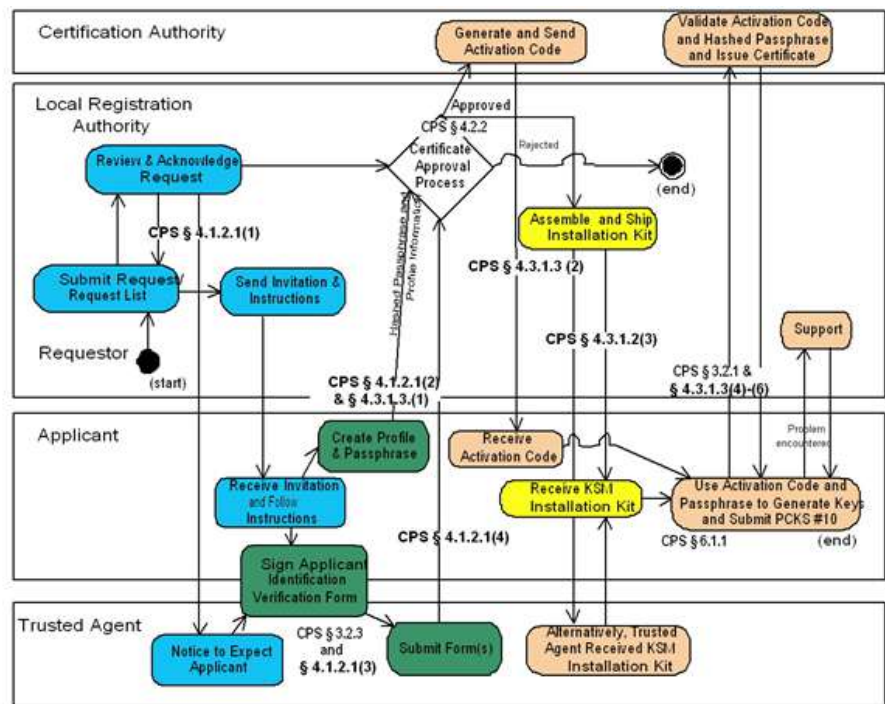 Certification Authority
Generate and Send
Activation Code
Validate Activation Code
and Hashed Passphrase
and Issue Certificate
Local Registration
Authority
Approved
CPS § 4.2.2
Certificate
Approval
Process
Rejected
(end)
Review & Acknowledge
Request
CPS § 4.1.2.1(1)
Assemble and Ship
Installation Kit
CPS § 4.3.1.3 (2)
Submit Request/
Request List
Send Invitation &
Instructions
Hashed Passphrase and
Profile Information
CPS § 4.3.1.2(3)
Support
Requestor
(start)
CPS § 3.2.1 &
§ 4.3.1.3(4)-(6)
CPS § 4.1.2.1(2)
& § 4.3.1.3.(1)
Applicant
Create Profile
& Passphrase
Receive
Activation Code
Problem
encountered
Receive Invitation
and Follow
Instructions
Receive KSM
Installation Kit
Use Activation Code and
Passphrase to Generate Keys
and Submit PCKS #10
(end)
CPS § 4.1.2.1(4)
CPS § 6.1.1
Sign Applicant
Identification
Verification Form
Trusted Agent
Notice to Expect
Applicant
CPS § 3.2.3
and
§ 4.1.2.1(3)
Submit Form(s)
Alternatively, Trusted
Agent Received KSM
Installation Kit